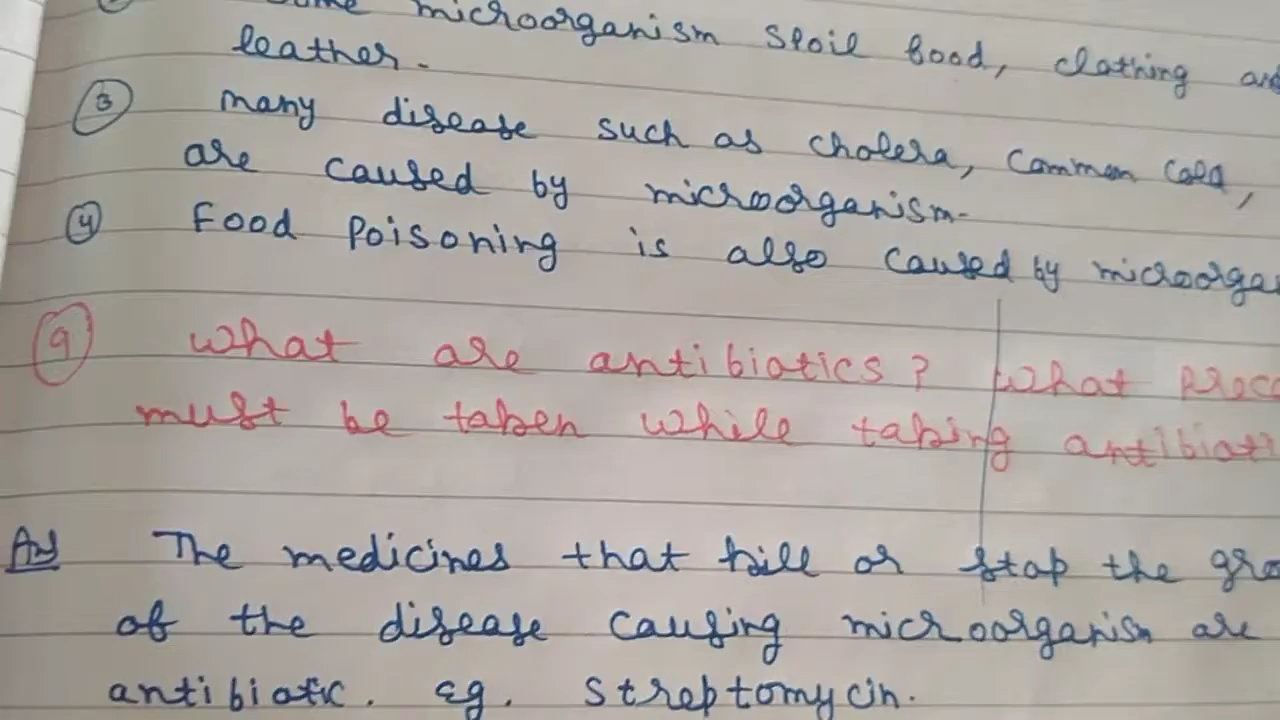 microorganism spoil food, clothing
leather.
③ many disease such as cholera, common cold,
are caused by microorganism.
④ Food poisoning is also caused by
⑨ What are antibiotics? What
must be taken while taking
Ans The medicines that kill or stop the
of the disease causing microorganism are
antibiotic. eg. Streptomycin.